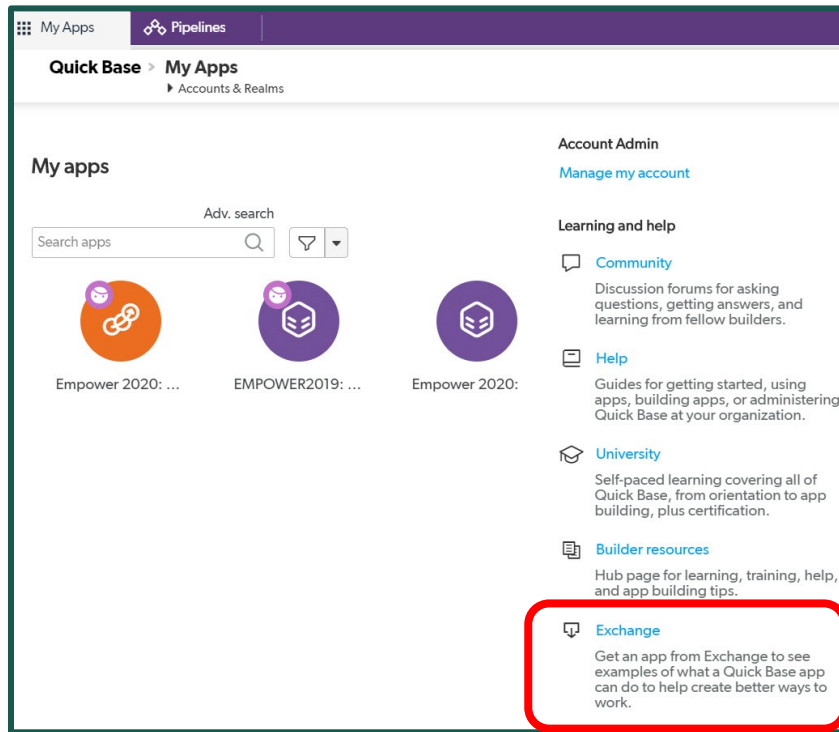 My Apps
Pipelines
Quick Base > My Apps
Accounts & Realms
My apps
Adv. search
Search apps
Empower 2020: ...
EMPOWER2019: ...
Empower 2020:
Account Admin
Manage my account
Learning and help
Community
Discussion forums for asking
questions, getting answers, and
learning from fellow builders.
Help
Guides for getting started, using
apps, building apps, or administering
Quick Base at your organization.
University
Self-paced learning covering all of
Quick Base, from orientation to app
building, plus certification.
Builder resources
Hub page for learning, training, help,
and app building tips.
Exchange
Get an app from Exchange to see
examples of what a Quick Base app
can do to help create better ways to
work.